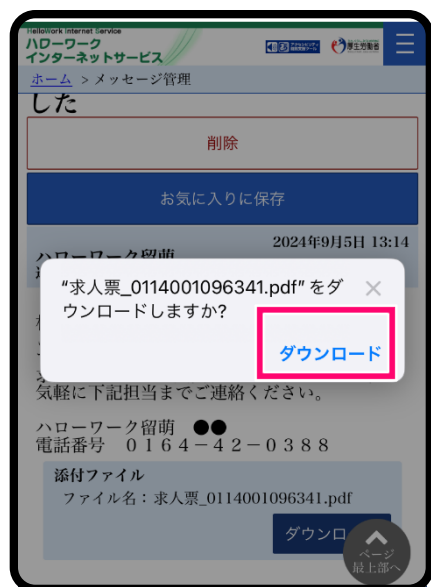 HelloWork Internet Service
ハローワーク
インターネットサービス
厚生労働省
ホーム > メッセージ管理
した
削除
お気に入りに保存
2024年9月5日 13:14
ハローワーク留萌
“求人票_0114001096341.pdf” をダ
ウンロードしますか?
ダウンロード
気軽に下記担当までご連絡ください。
ハローワーク留萌 ●●
電話番号 0164-42-0388
添付ファイル
ファイル名：求人票_0114001096341.pdf
ダウンロ
ページ
最上部へ